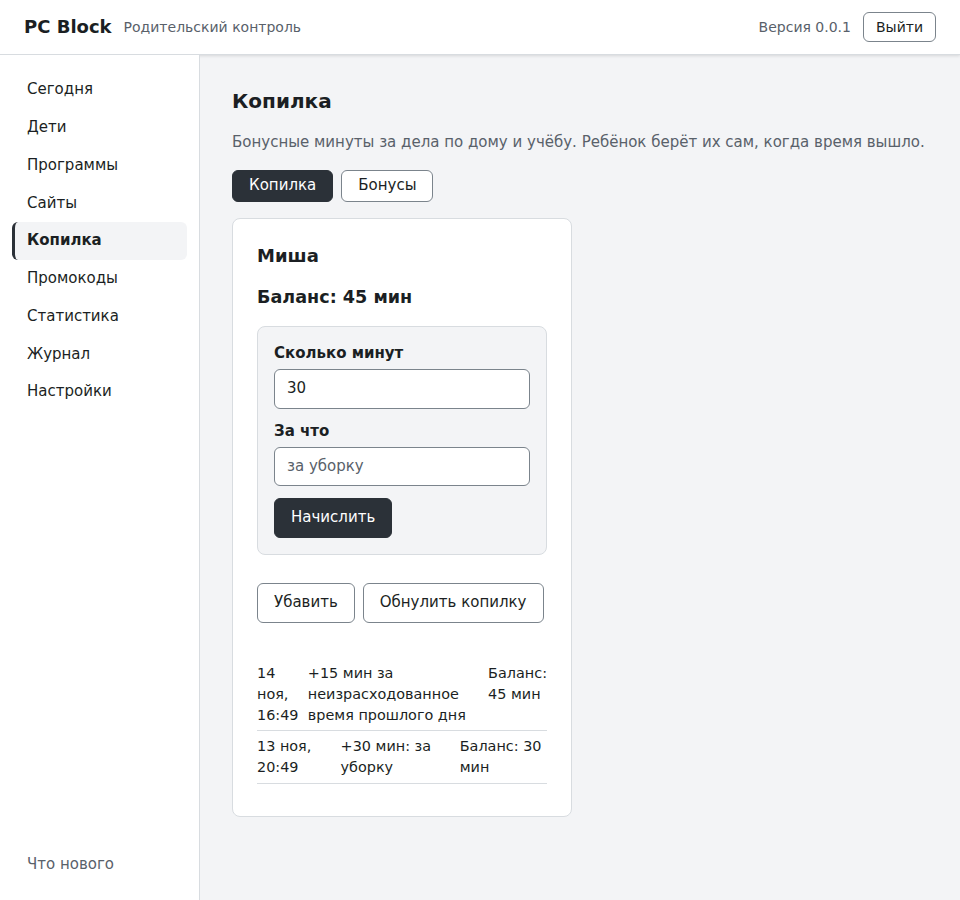 PC Block Родительский контроль Версия 0.0.1 Выйти
Сегодня
Дети
Программы
Сайты
Копилка
Промокоды
Статистика
Журнал
Настройки
Что нового
Копилка
Бонусные минуты за дела по дому и учёбу. Ребёнок берёт их сам, когда время вышло.
Копилка Бонусы
Миша
Баланс: 45 мин
Сколько минут
30
За что
за уборку
Начислить
Убавить Обнулить копилку
14 +15 мин за Баланс:
ноя, неизрасходованное 45 мин
16:49 время прошлого дня
13 ноя, +30 мин: за Баланс: 30
20:49 уборку мин